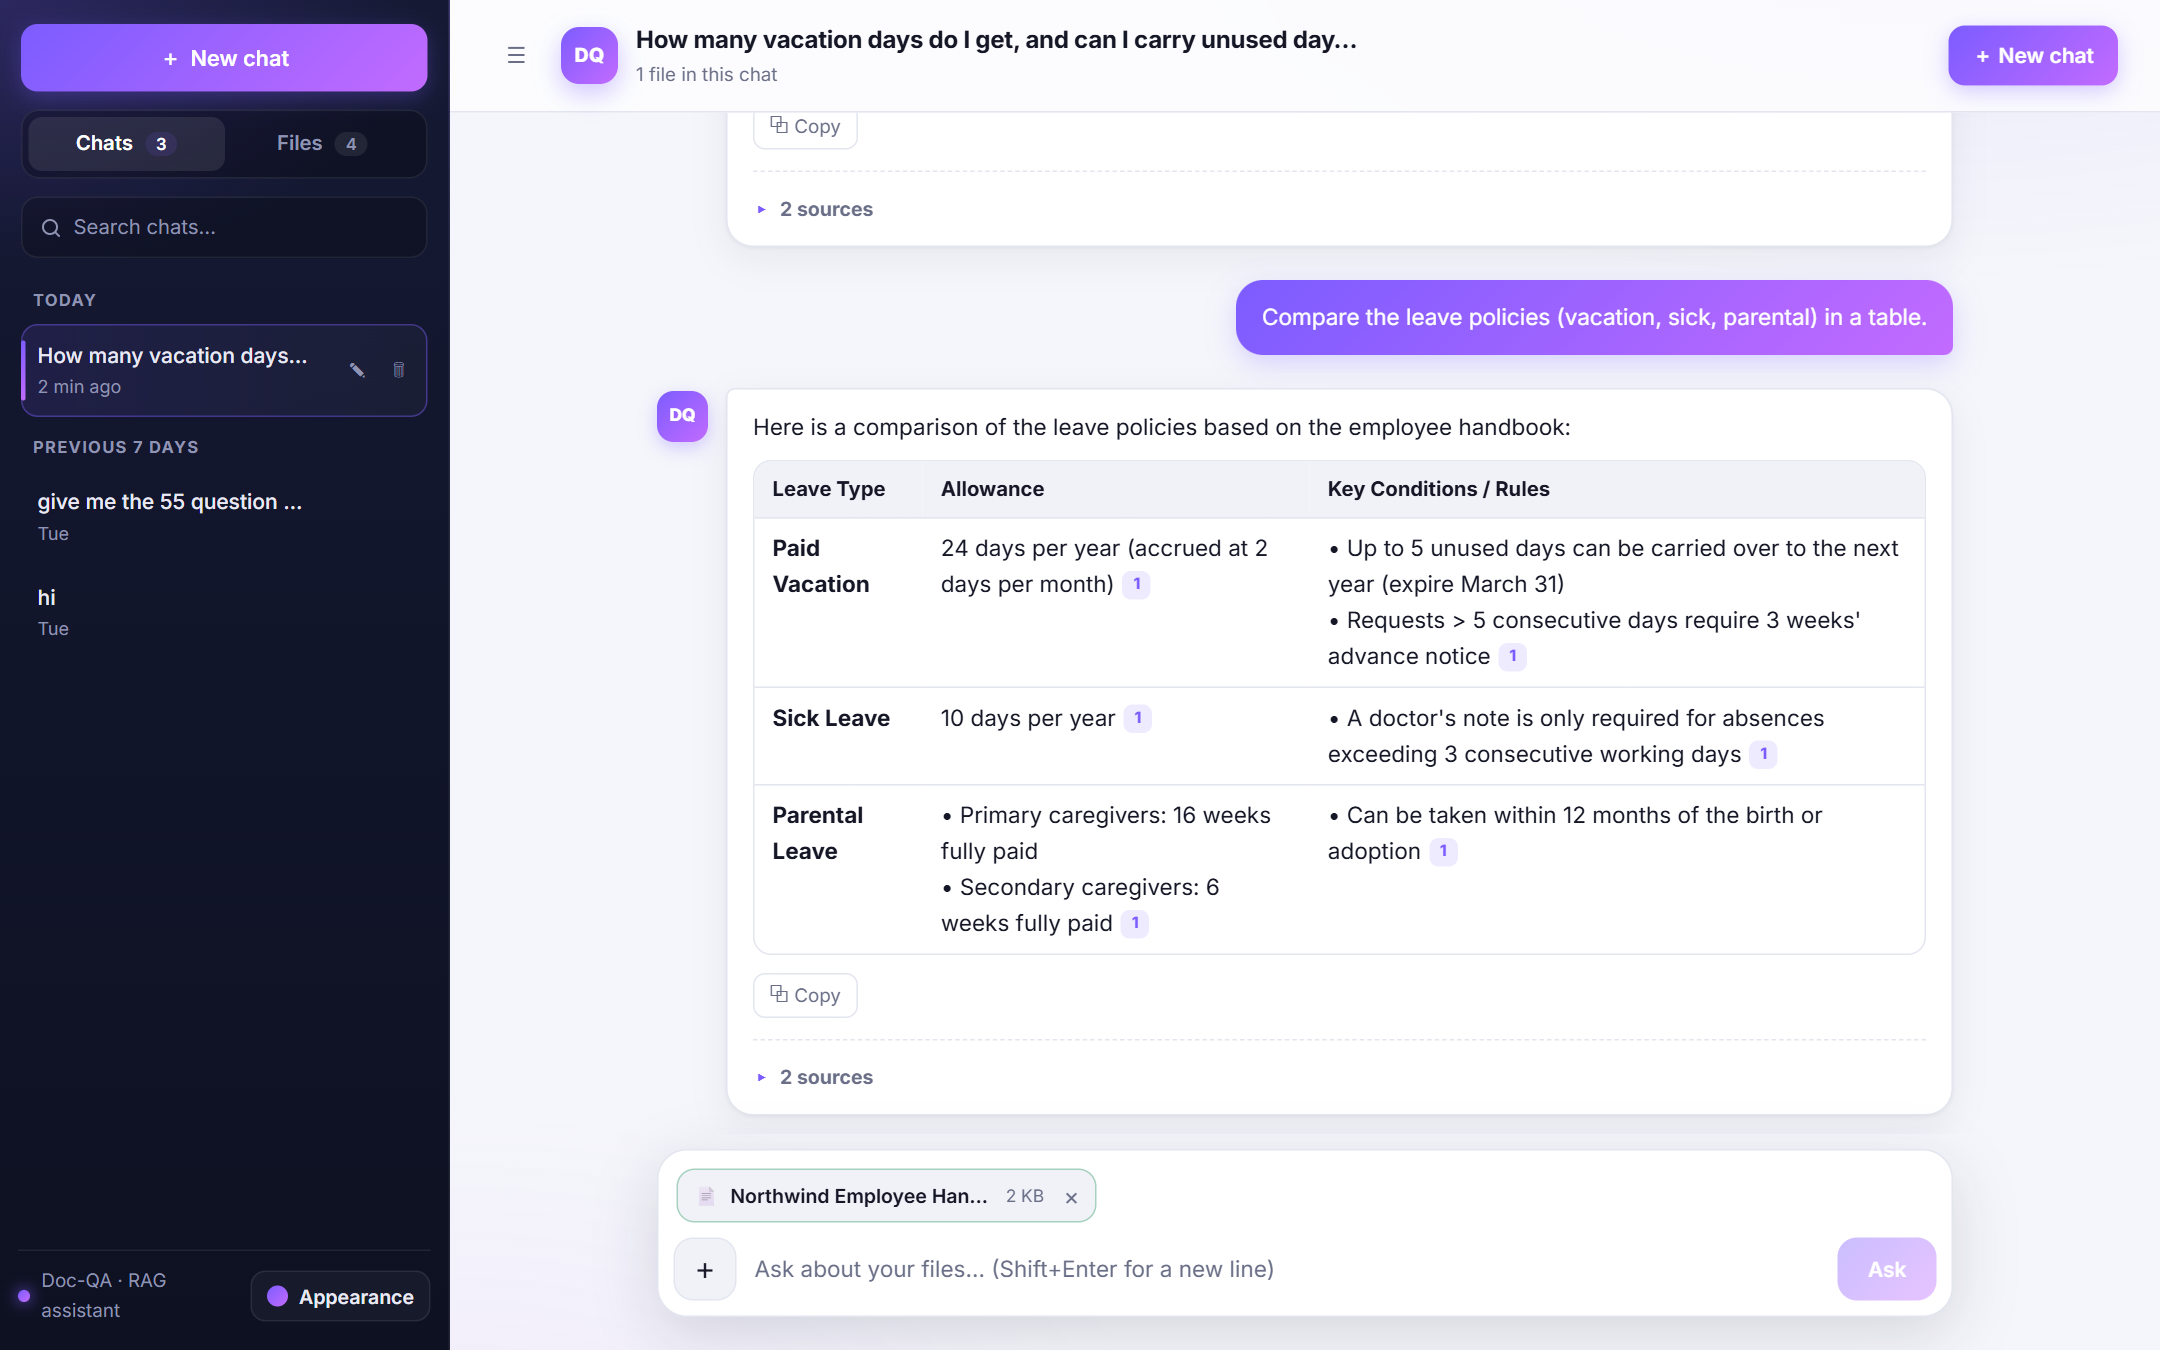 + New chat
Chats 3 Files 4
Search chats...
TODAY
How many vacation days...
2 min ago
PREVIOUS 7 DAYS
give me the 55 question ...
Tue
hi
Tue
Doc-QA · RAG
assistant
Appearance
DQ
How many vacation days do I get, and can I carry unused day...
1 file in this chat
+ New chat
Copy
▸ 2 sources
Compare the leave policies (vacation, sick, parental) in a table.
DQ
Here is a comparison of the leave policies based on the employee handbook:
Leave Type Allowance Key Conditions / Rules
Paid
Vacation
24 days per year (accrued at 2
days per month) 1
• Up to 5 unused days can be carried over to the next
year (expire March 31)
• Requests > 5 consecutive days require 3 weeks'
advance notice 1
Sick Leave
10 days per year 1
• A doctor's note is only required for absences
exceeding 3 consecutive working days 1
Parental
Leave
• Primary caregivers: 16 weeks
fully paid
• Secondary caregivers: 6
weeks fully paid 1
• Can be taken within 12 months of the birth or
adoption 1
Copy
▸ 2 sources
Northwind Employee Han... 2 KB ×
+ Ask about your files... (Shift+Enter for a new line)
Ask